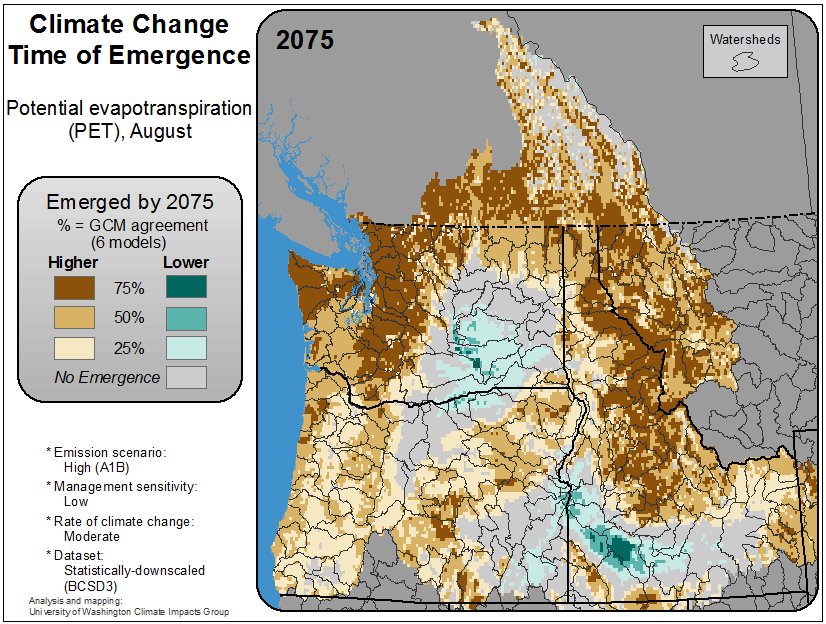 Climate Change
Time of Emergence
Potential evapotranspiration
(PET), August
Emerged by 2075
% = GCM agreement
(6 models)
Higher Lower
75%
50%
25%
No Emergence
* Emission scenario:
High (A1B)
* Management sensitivity:
Low
* Rate of climate change:
Moderate
* Dataset:
Statistically-downscaled
(BCSD3)
Analysis and mapping:
University of Washington Climate Impacts Group
2075
Watersheds